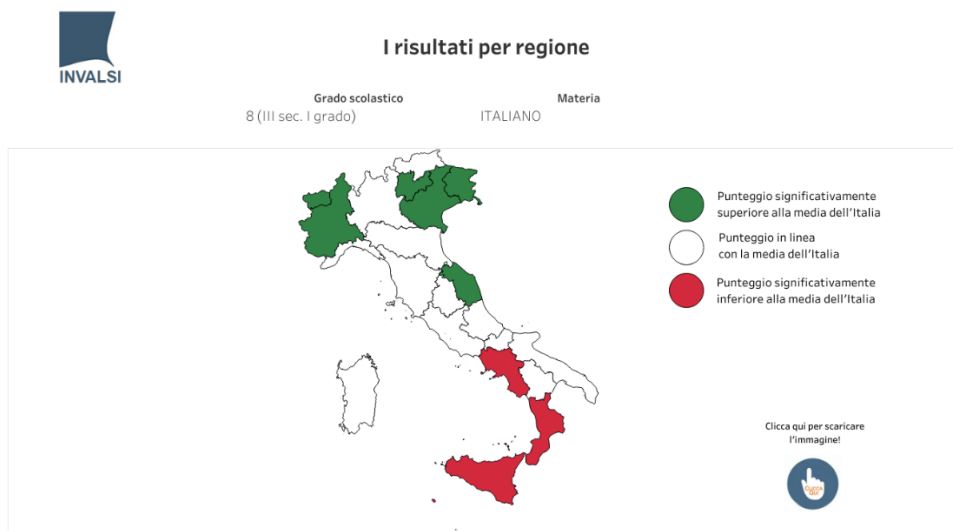 INVALSI
I risultati per regione
Grado scolastico
Materia
8 (III sec. I grado)
ITALIANO
Punteggio significativamente
superiore alla media dell'Italia
Punteggio in linea
con la media dell'Italia
Punteggio significativamente
inferiore alla media dell'Italia
Clicca qui per scaricare
l'immagine!
CLICCA
QUI